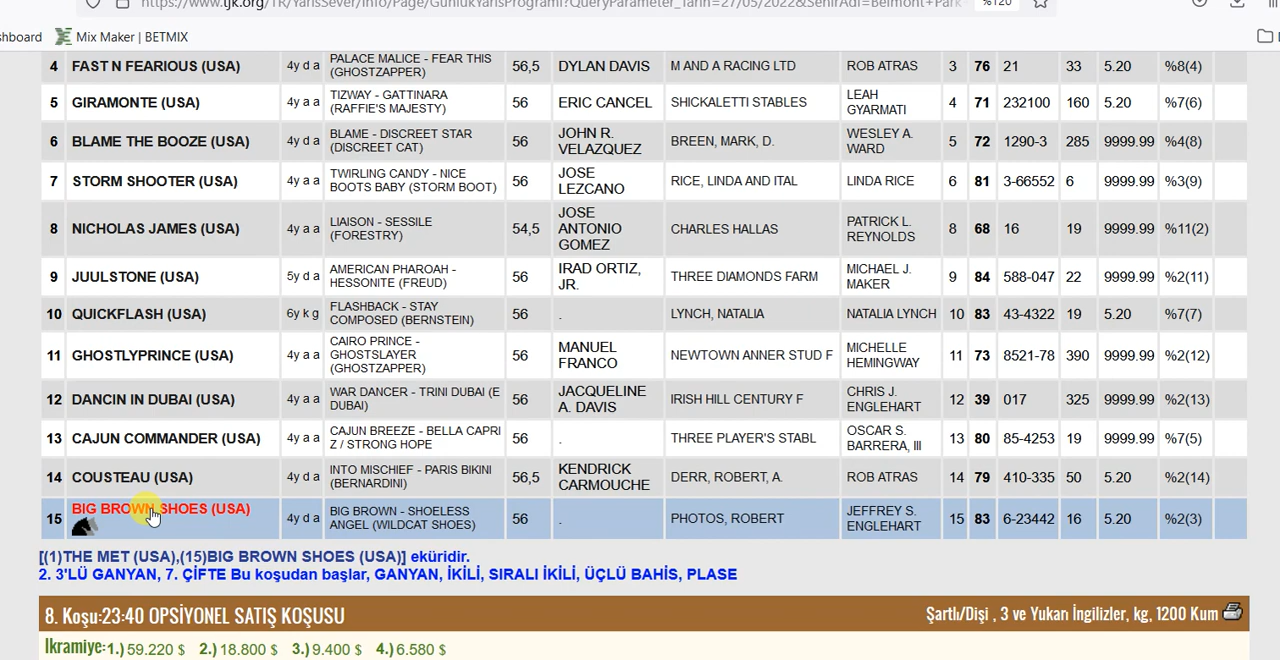 https://www.tjk.org/TR/YarisSever/Info/Page/GunlukYarisProgrami?QueryParameter_Tarih=27/05/2022&SehirAdi=Belmont+Park
%120
shboard Mix Maker | BETMIX
4 FAST N FEARIOUS (USA) 4y d a PALACE MALICE - FEAR THIS (GHOSTZAPPER) 56,5 DYLAN DAVIS M AND A RACING LTD ROB ATRAS 3 76 21 33 5.20 %8(4)
5 GIRAMONTE (USA) 4y a a TIZWAY - GATTINARA (RAFFIE'S MAJESTY) 56 ERIC CANCEL SHICKALETTI STABLES LEAH GYARMATI 4 71 232100 160 5.20 %7(6)
6 BLAME THE BOOZE (USA) 4y d a BLAME - DISCREET STAR (DISCREET CAT) 56 JOHN R. VELAZQUEZ BREEN, MARK, D. WESLEY A. WARD 5 72 1290-3 285 9999.99 %4(8)
7 STORM SHOOTER (USA) 4y a a TWIRLING CANDY - NICE BOOTS BABY (STORM BOOT) 56 JOSE LEZCANO RICE, LINDA AND ITAL LINDA RICE 6 81 3-66552 6 9999.99 %3(9)
8 NICHOLAS JAMES (USA) 4y a a LIAISON - SESSILE (FORESTRY) 54,5 JOSE ANTONIO GOMEZ CHARLES HALLAS PATRICK L. REYNOLDS 8 68 16 19 9999.99 %11(2)
9 JUULSTONE (USA) 5y d a AMERICAN PHAROAH - HESSONITE (FREUD) 56 IRAD ORTIZ, JR. THREE DIAMONDS FARM MICHAEL J. MAKER 9 84 588-047 22 9999.99 %2(11)
10 QUICKFLASH (USA) 6y k g FLASHBACK - STAY COMPOSED (BERNSTEIN) 56 . LYNCH, NATALIA NATALIA LYNCH 10 83 43-4322 19 5.20 %7(7)
11 GHOSTLYPRINCE (USA) 4y a a CAIRO PRINCE - GHOSTSLAYER (GHOSTZAPPER) 56 MANUEL FRANCO NEWTOWN ANNER STUD F MICHELLE HEMINGWAY 11 73 8521-78 390 9999.99 %2(12)
12 DANCIN IN DUBAI (USA) 4y a a WAR DANCER - TRINI DUBAI (E DUBAI) 56 JACQUELINE A. DAVIS IRISH HILL CENTURY F CHRIS J. ENGLEHART 12 39 017 325 9999.99 %2(13)
13 CAJUN COMMANDER (USA) 4y a a CAJUN BREEZE - BELLA CAPRI Z / STRONG HOPE 56 . THREE PLAYER'S STABL OSCAR S. BARRERA, III 13 80 85-4253 19 9999.99 %7(5)
14 COUSTEAU (USA) 4y d a INTO MISCHIEF - PARIS BIKINI (BERNARDINI) 56,5 KENDRICK CARMOUCHE DERR, ROBERT, A. ROB ATRAS 14 79 410-335 50 5.20 %2(14)
15 BIG BROWN SHOES (USA) 4y d a BIG BROWN - SHOELESS ANGEL (WILDCAT SHOES) 56 . PHOTOS, ROBERT JEFFREY S. ENGLEHART 15 83 6-23442 16 5.20 %2(3)
[(1)THE MET (USA),(15)BIG BROWN SHOES (USA)] eküridir.
2. 3'LÜ GANYAN, 7. ÇİFTE Bu koşudan başlar, GANYAN, İKİLİ, SIRALI İKİLİ, ÜÇLÜ BAHİS, PLASE
8. Koşu:23:40 OPSİYONEL SATIŞ KOŞUSU Şartlı/Dişi , 3 ve Yukarı İngilizler, kg, 1200 Kum
İkramiye:1.) 59.220 $ 2.) 18.800 $ 3.) 9.400 $ 4.) 6.580 $